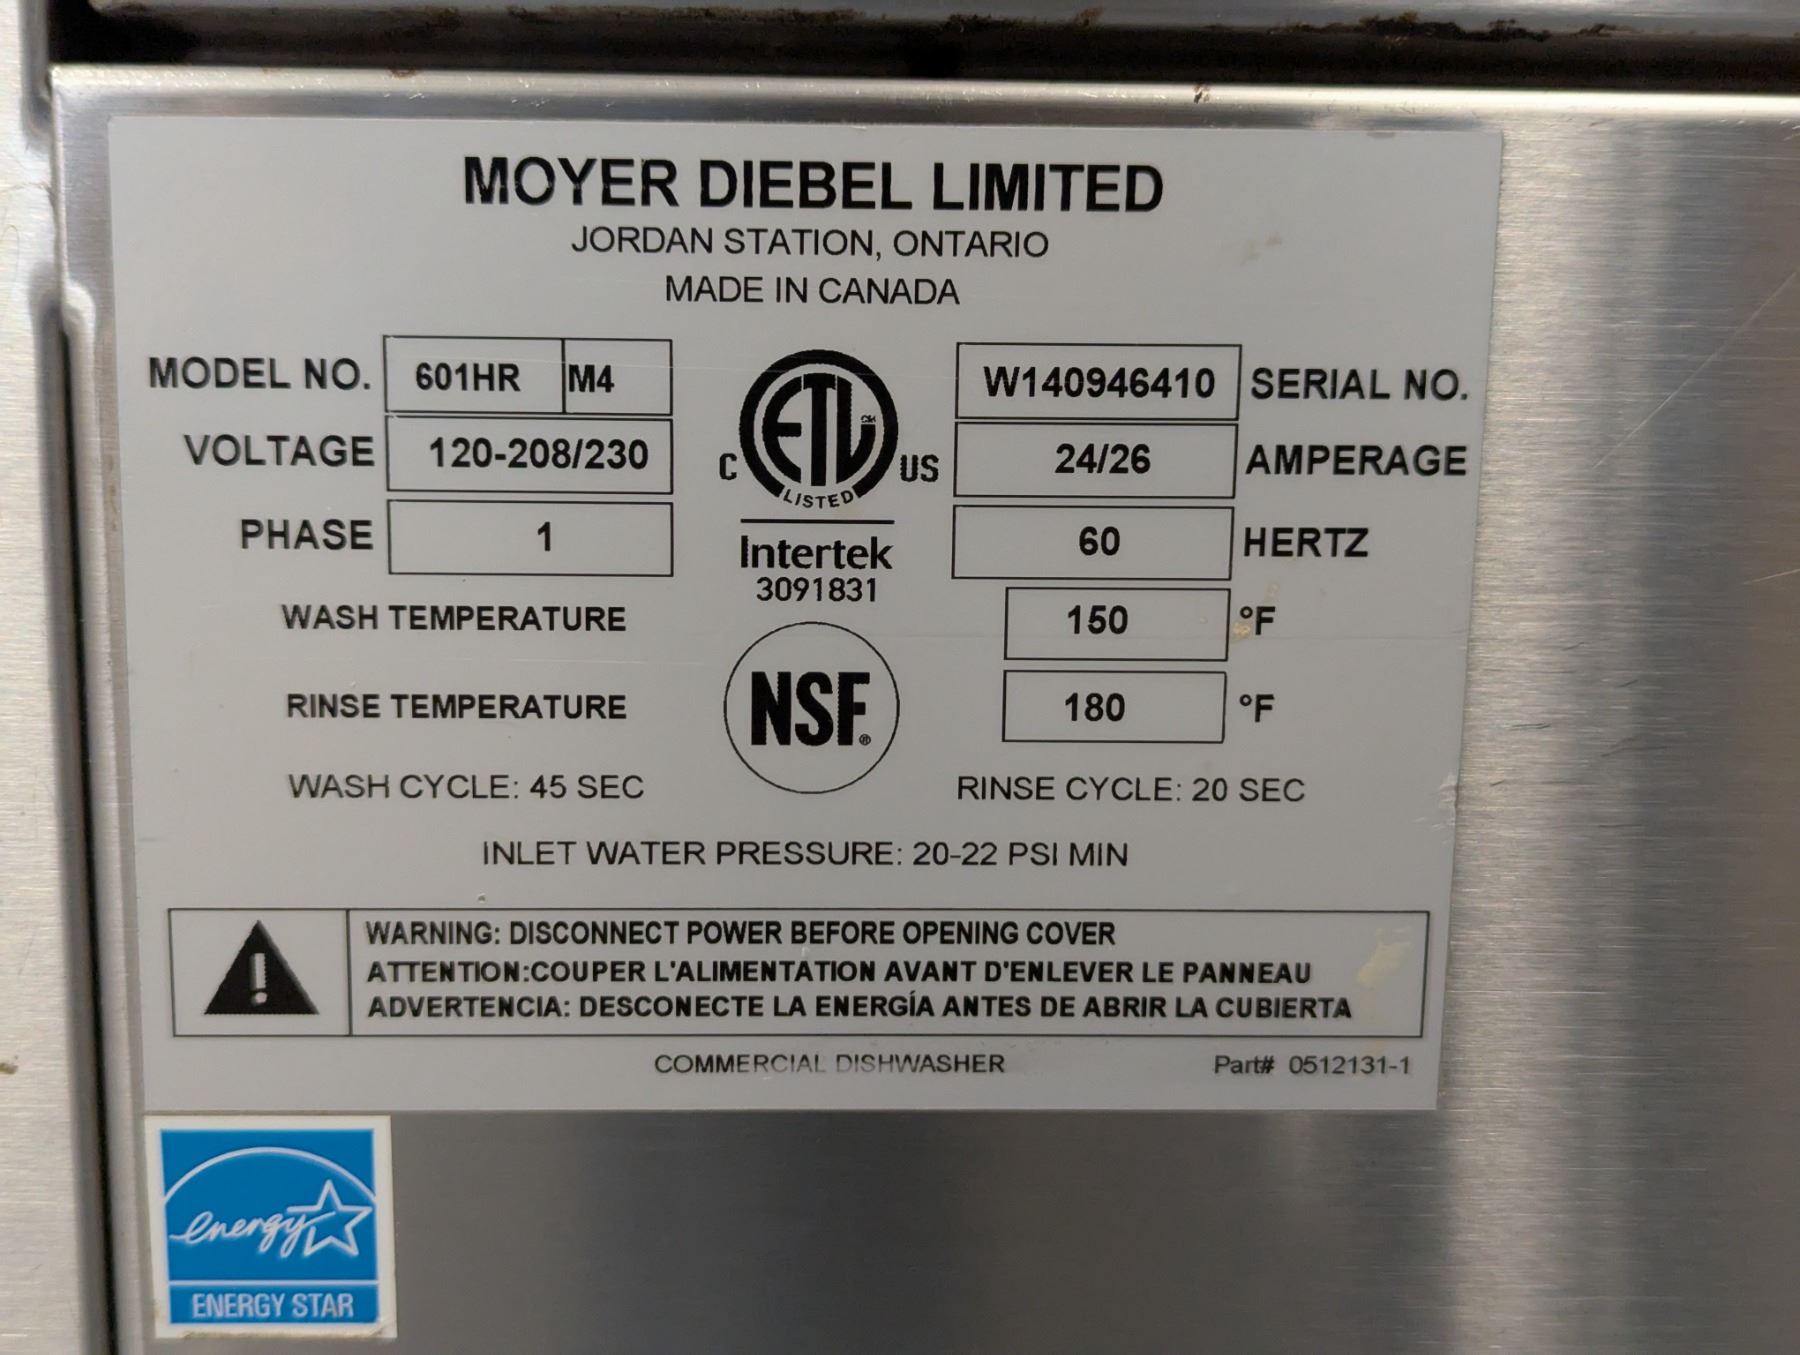 MOYER DIEBEL LIMITED
JORDAN STATION, ONTARIO
MADE IN CANADA
MODEL NO. 601HR M4
W140946410 SERIAL NO.
VOLTAGE 120-208/230
24/26 AMPERAGE
PHASE 1
60 HERTZ
C ETL CM US
LISTED
Intertek
3091831
WASH TEMPERATURE 150 °F
NSF®
RINSE TEMPERATURE 180 °F
WASH CYCLE: 45 SEC
RINSE CYCLE: 20 SEC
INLET WATER PRESSURE: 20-22 PSI MIN
WARNING: DISCONNECT POWER BEFORE OPENING COVER
ATTENTION:COUPER L'ALIMENTATION AVANT D'ENLEVER LE PANNEAU
ADVERTENCIA: DESCONECTE LA ENERGÍA ANTES DE ABRIR LA CUBIERTA
COMMERCIAL DISHWASHER
Part# 0512131-1
energy
ENERGY STAR